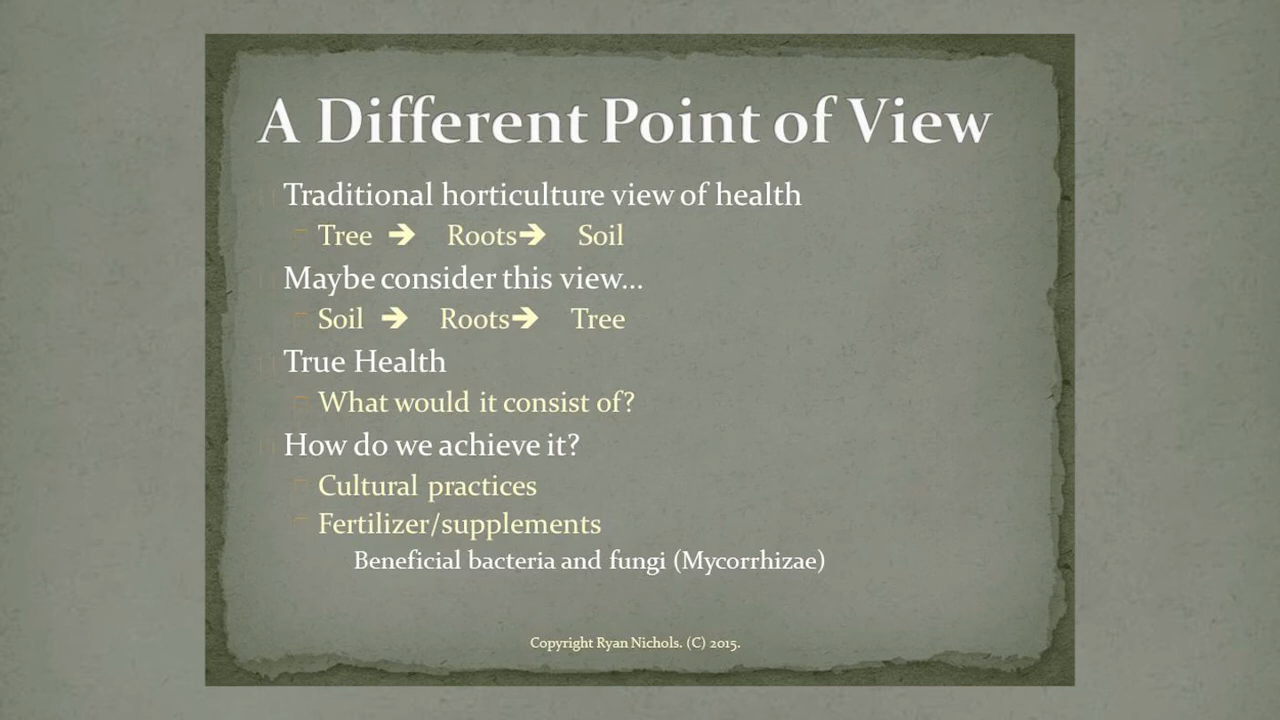 A Different Point of View
Traditional horticulture view of health
Tree → Roots→ Soil
Maybe consider this view...
Soil → Roots→ Tree
True Health
What would it consist of?
How do we achieve it?
Cultural practices
Fertilizer/supplements
Beneficial bacteria and fungi (Mycorrhizae)
Copyright Ryan Nichols. (C) 2015.